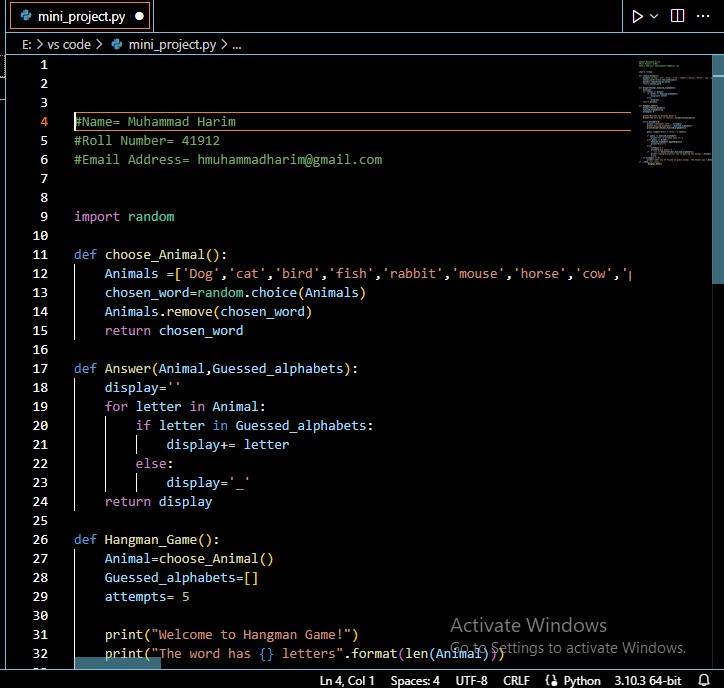 mini_project.py
E: > vs code > mini_project.py > ...
1
2
3
4 #Name= Muhammad Harim
5 #Roll Number= 41912
6 #Email Address= hmuhammadharim@gmail.com
7
8
9 import random
10
11 def choose_Animal():
12 Animals =['Dog','cat','bird','fish','rabbit','mouse','horse','cow','
13 chosen_word=random.choice(Animals)
14 Animals.remove(chosen_word)
15 return chosen_word
16
17 def Answer(Animal,Guessed_alphabets):
18 display=''
19 for letter in Animal:
20 if letter in Guessed_alphabets:
21 display+= letter
22 else:
23 display='_'
24 return display
25
26 def Hangman_Game():
27 Animal=choose_Animal()
28 Guessed_alphabets=[]
29 attempts= 5
30
31 print("Welcome to Hangman Game!")
32 print("The word has {} letters".format(len(Animal)))
Activate Windows
Go to Settings to activate Windows.
Ln 4, Col 1 Spaces: 4 UTF-8 CRLF Python 3.10.3 64-bit